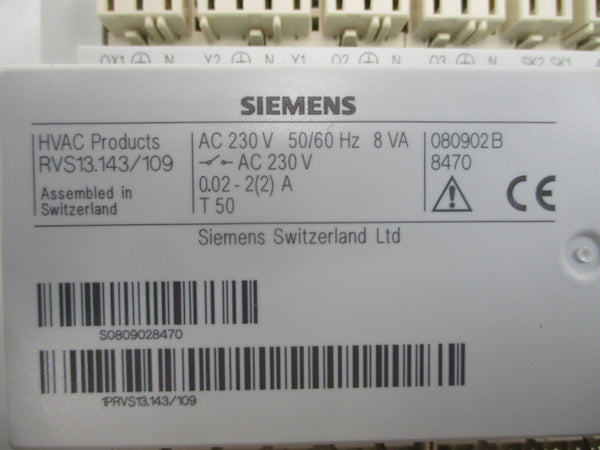 QX1 N Y2 N Y1 Q2 N Q3 N SK2 SK1
SIEMENS
HVAC Products
RVS13.143/109
Assembled in
Switzerland
AC 230 V 50/60 Hz 8 VA
AC 230 V
0.02 - 2(2) A
T 50
080902B
8470
CE
Siemens Switzerland Ltd
S0809028470
1PRVS13.143/109